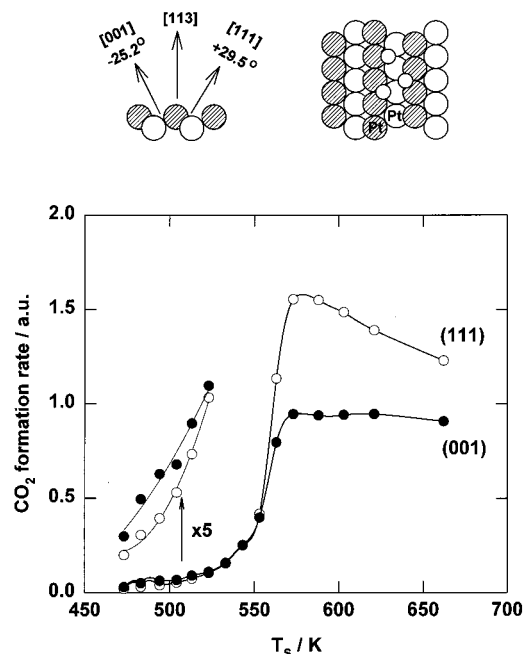 [001]
-25.2°
[113]
[111]
+29.5°
Pt
Pt
CO₂ formation rate / a.u.
2.0
1.5
1.0
0.5
0.0
(111)
(001)
x5
450 500 550 600 650 700
Tₛ / K